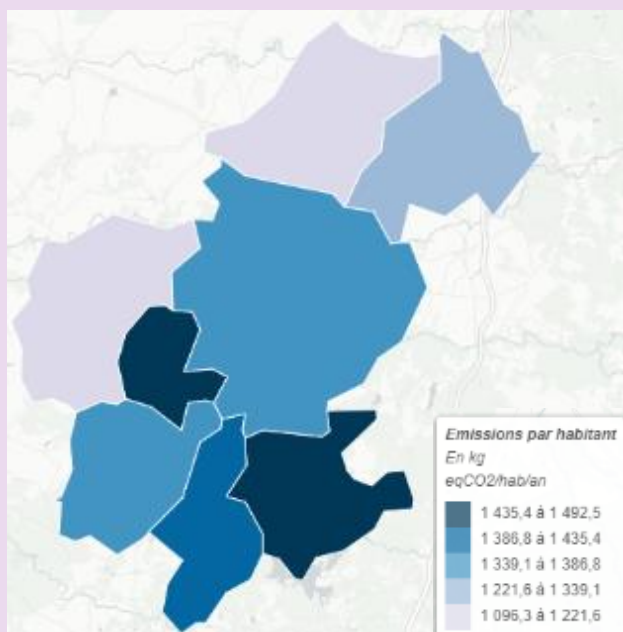 Emissions par habitant
En kg
eqCO2/hab/an
1 435,4 à 1 492,5
1 386,8 à 1 435,4
1 339,1 à 1 386,8
1 221,6 à 1 339,1
1 096,3 à 1 221,6